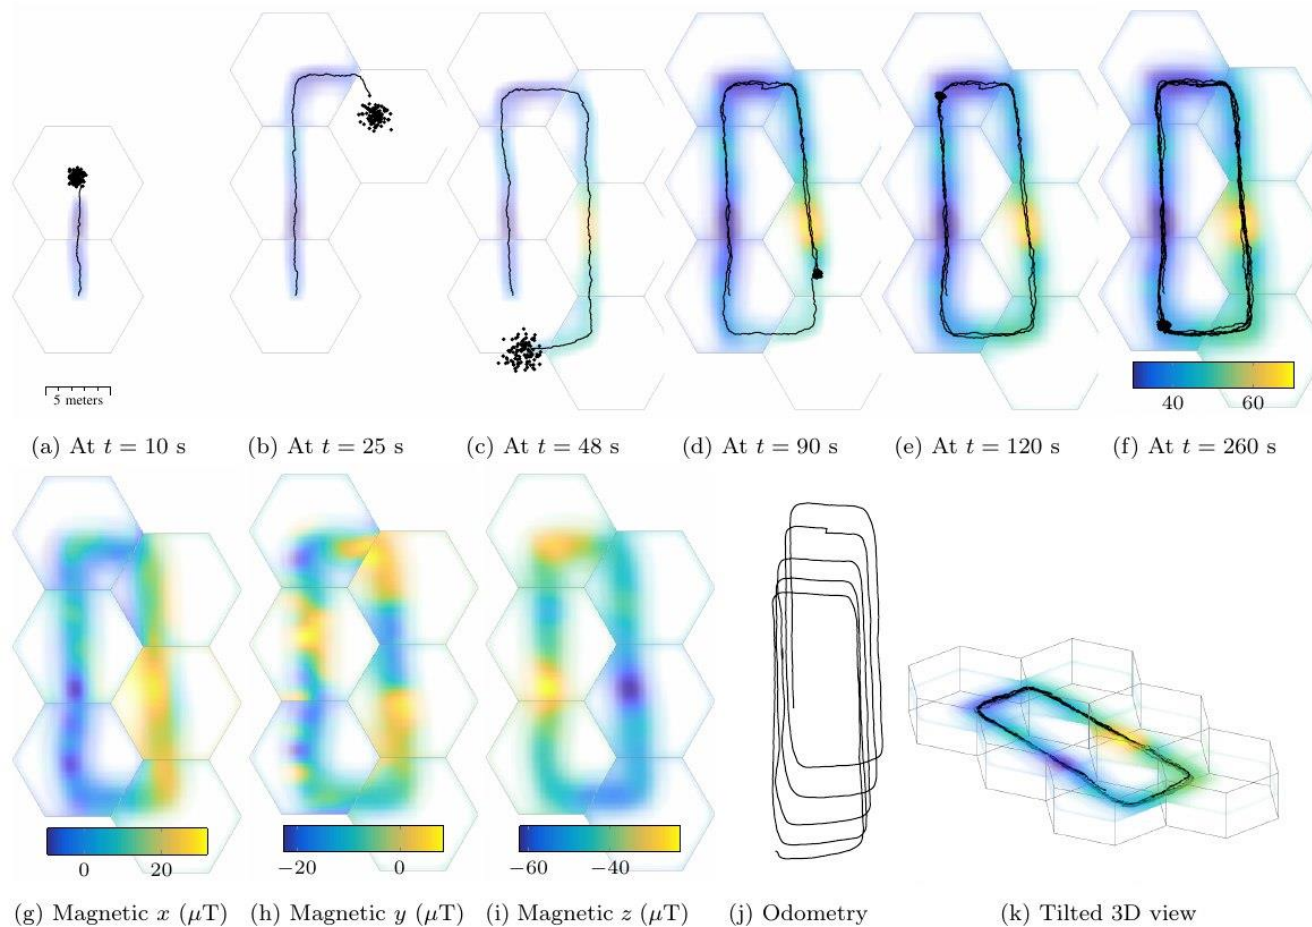 5 meters
40 60
(a) At t = 10 s (b) At t = 25 s (c) At t = 48 s (d) At t = 90 s (e) At t = 120 s (f) At t = 260 s
0 20 −20 0 −60 −40
(g) Magnetic x (μT) (h) Magnetic y (μT) (i) Magnetic z (μT) (j) Odometry (k) Tilted 3D view